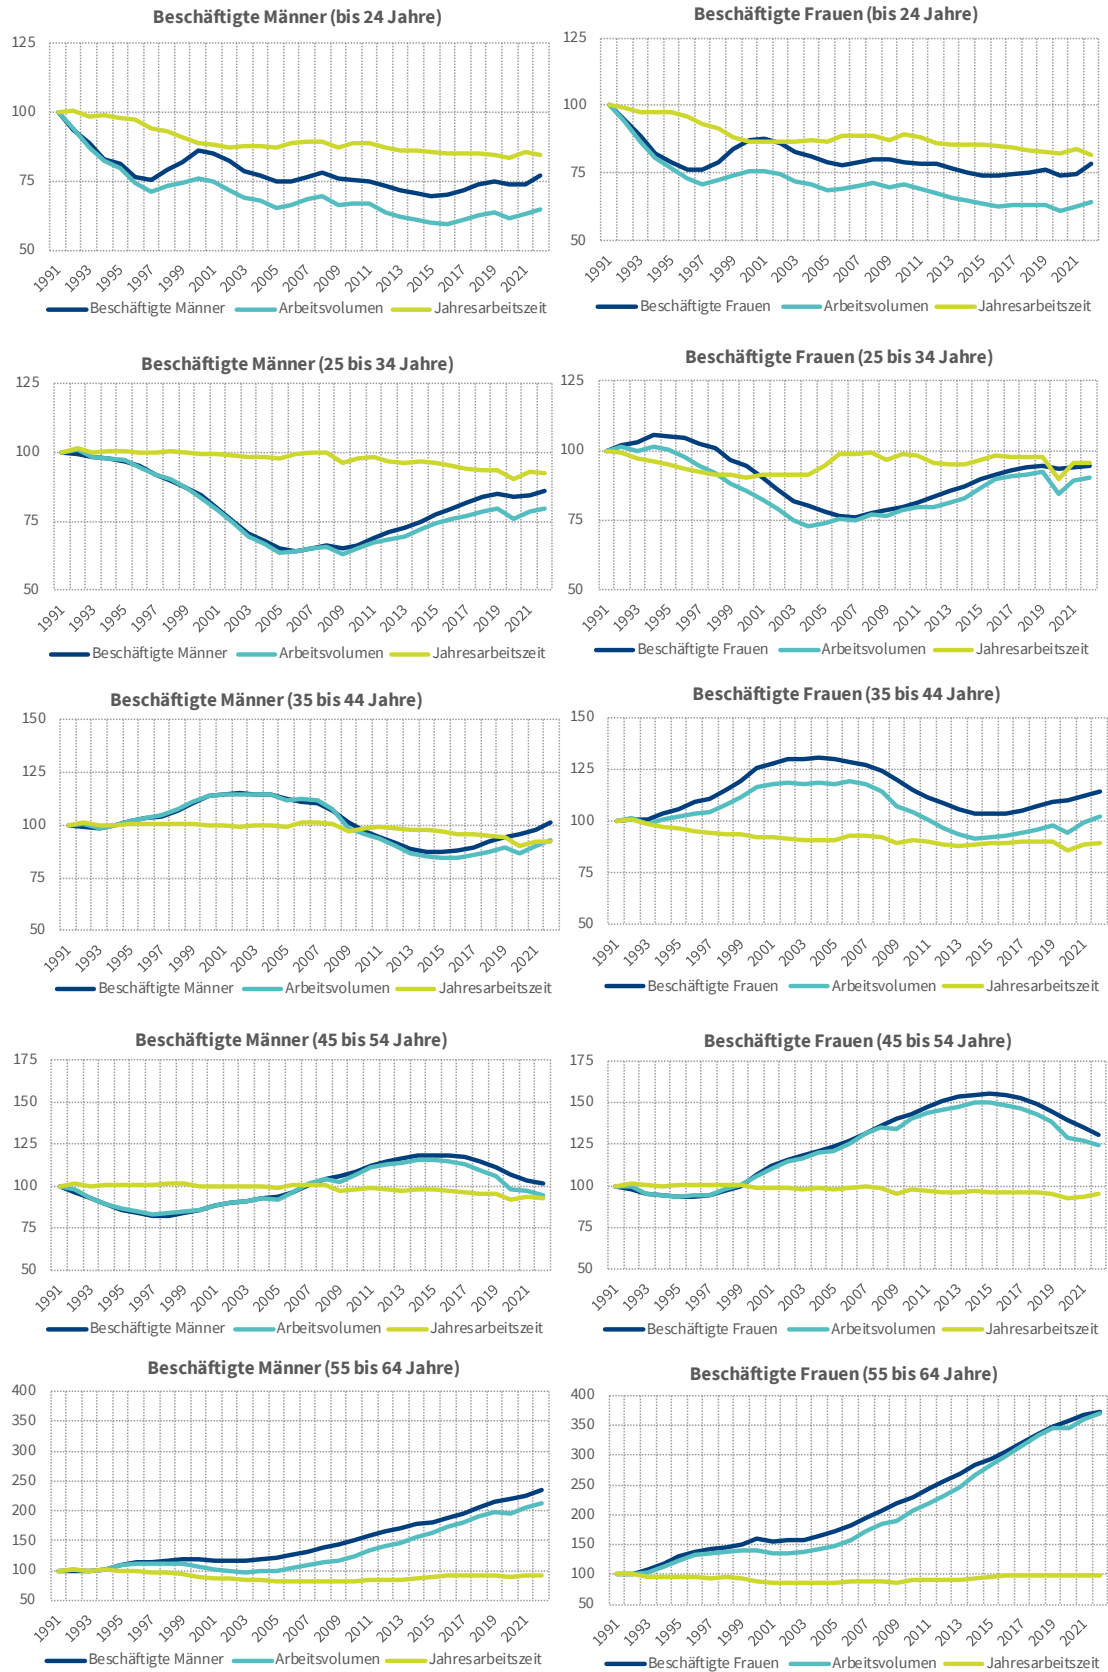 Beschäftigte Männer (bis 24 Jahre)
125
100
75
50
1991 1993 1995 1997 1999 2001 2003 2005 2007 2009 2011 2013 2015 2017 2019 2021
Beschäftigte Männer Arbeitsvolumen Jahresarbeitszeit
Beschäftigte Frauen (bis 24 Jahre)
125
100
75
50
1991 1993 1995 1997 1999 2001 2003 2005 2007 2009 2011 2013 2015 2017 2019 2021
Beschäftigte Frauen Arbeitsvolumen Jahresarbeitszeit
Beschäftigte Männer (25 bis 34 Jahre)
125
100
75
50
1991 1993 1995 1997 1999 2001 2003 2005 2007 2009 2011 2013 2015 2017 2019 2021
Beschäftigte Männer Arbeitsvolumen Jahresarbeitszeit
Beschäftigte Frauen (25 bis 34 Jahre)
125
100
75
50
1991 1993 1995 1997 1999 2001 2003 2005 2007 2009 2011 2013 2015 2017 2019 2021
Beschäftigte Frauen Arbeitsvolumen Jahresarbeitszeit
Beschäftigte Männer (35 bis 44 Jahre)
150
125
100
75
50
1991 1993 1995 1997 1999 2001 2003 2005 2007 2009 2011 2013 2015 2017 2019 2021
Beschäftigte Männer Arbeitsvolumen Jahresarbeitszeit
Beschäftigte Frauen (35 bis 44 Jahre)
150
125
100
75
50
1991 1993 1995 1997 1999 2001 2003 2005 2007 2009 2011 2013 2015 2017 2019 2021
Beschäftigte Frauen Arbeitsvolumen Jahresarbeitszeit
Beschäftigte Männer (45 bis 54 Jahre)
175
150
125
100
75
50
1991 1993 1995 1997 1999 2001 2003 2005 2007 2009 2011 2013 2015 2017 2019 2021
Beschäftigte Männer Arbeitsvolumen Jahresarbeitszeit
Beschäftigte Frauen (45 bis 54 Jahre)
175
150
125
100
75
50
1991 1993 1995 1997 1999 2001 2003 2005 2007 2009 2011 2013 2015 2017 2019 2021
Beschäftigte Frauen Arbeitsvolumen Jahresarbeitszeit
Beschäftigte Männer (55 bis 64 Jahre)
400
350
300
250
200
150
100
50
1991 1993 1995 1997 1999 2001 2003 2005 2007 2009 2011 2013 2015 2017 2019 2021
Beschäftigte Männer Arbeitsvolumen Jahresarbeitszeit
Beschäftigte Frauen (55 bis 64 Jahre)
400
350
300
250
200
150
100
50
1991 1993 1995 1997 1999 2001 2003 2005 2007 2009 2011 2013 2015 2017 2019 2021
Beschäftigte Frauen Arbeitsvolumen Jahresarbeitszeit